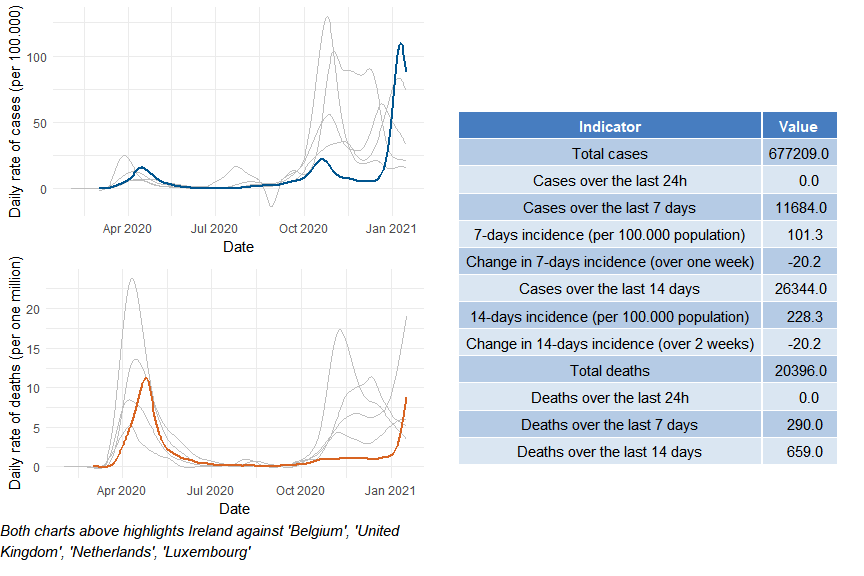 Daily rate of cases (per 100.000)
100
50
0
Apr 2020 Jul 2020 Oct 2020 Jan 2021
Date
Daily rate of deaths (per one million)
20
15
10
5
0
Apr 2020 Jul 2020 Oct 2020 Jan 2021
Date
Both charts above highlights Ireland against 'Belgium', 'United
Kingdom', 'Netherlands', 'Luxembourg'
Indicator Value
Total cases 677209.0
Cases over the last 24h 0.0
Cases over the last 7 days 11684.0
7-days incidence (per 100.000 population) 101.3
Change in 7-days incidence (over one week) -20.2
Cases over the last 14 days 26344.0
14-days incidence (per 100.000 population) 228.3
Change in 14-days incidence (over 2 weeks) -20.2
Total deaths 20396.0
Deaths over the last 24h 0.0
Deaths over the last 7 days 290.0
Deaths over the last 14 days 659.0